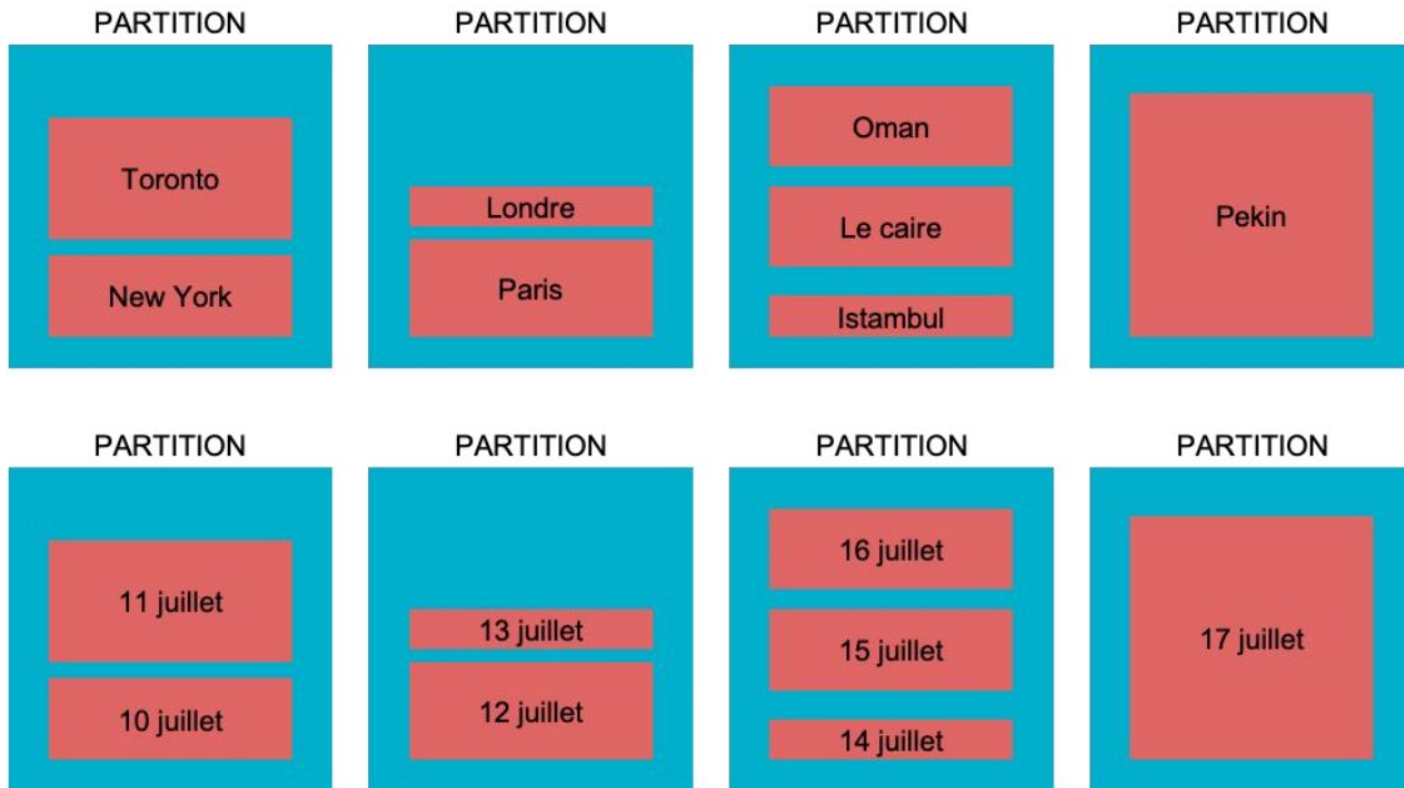 PARTITION
PARTITION
PARTITION
PARTITION
Toronto
New York
Londre
Paris
Oman
Le caire
Istambul
Pekin
PARTITION
PARTITION
PARTITION
PARTITION
11 juillet
10 juillet
13 juillet
12 juillet
16 juillet
15 juillet
14 juillet
17 juillet